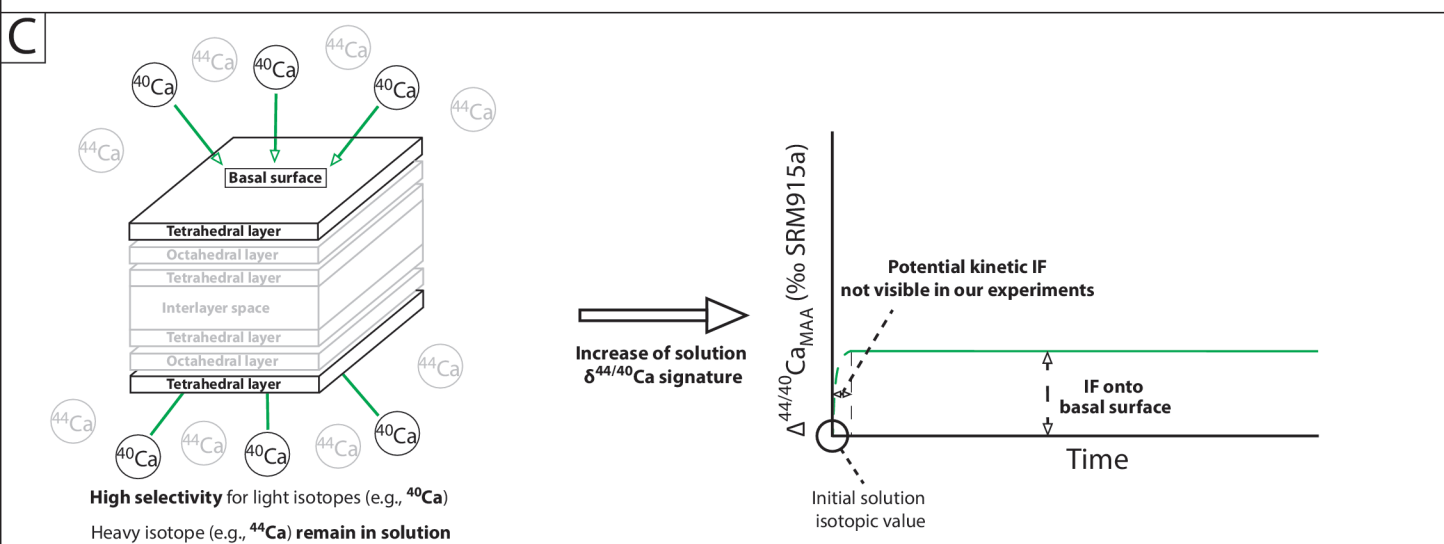 C
⁴⁴Ca
⁴⁴Ca
⁴⁰Ca
⁴⁰Ca
⁴⁰Ca
⁴⁴Ca
⁴⁴Ca
Basal surface
Tetrahedral layer
Octahedral layer
Tetrahedral layer
Interlayer space
Tetrahedral layer
Octahedral layer
Tetrahedral layer
⁴⁴Ca
⁴⁴Ca
⁴⁰Ca
⁴⁴Ca
⁴⁰Ca
⁴⁴Ca
⁴⁰Ca
High selectivity for light isotopes (e.g., ⁴⁰Ca)
Heavy isotope (e.g., ⁴⁴Ca) remain in solution
Increase of solution
δ⁴⁴/⁴⁰Ca signature
Δ⁴⁴/⁴⁰Ca_MAA (‰ SRM915a)
Potential kinetic IF
not visible in our experiments
IF onto
basal surface
Time
Initial solution
isotopic value